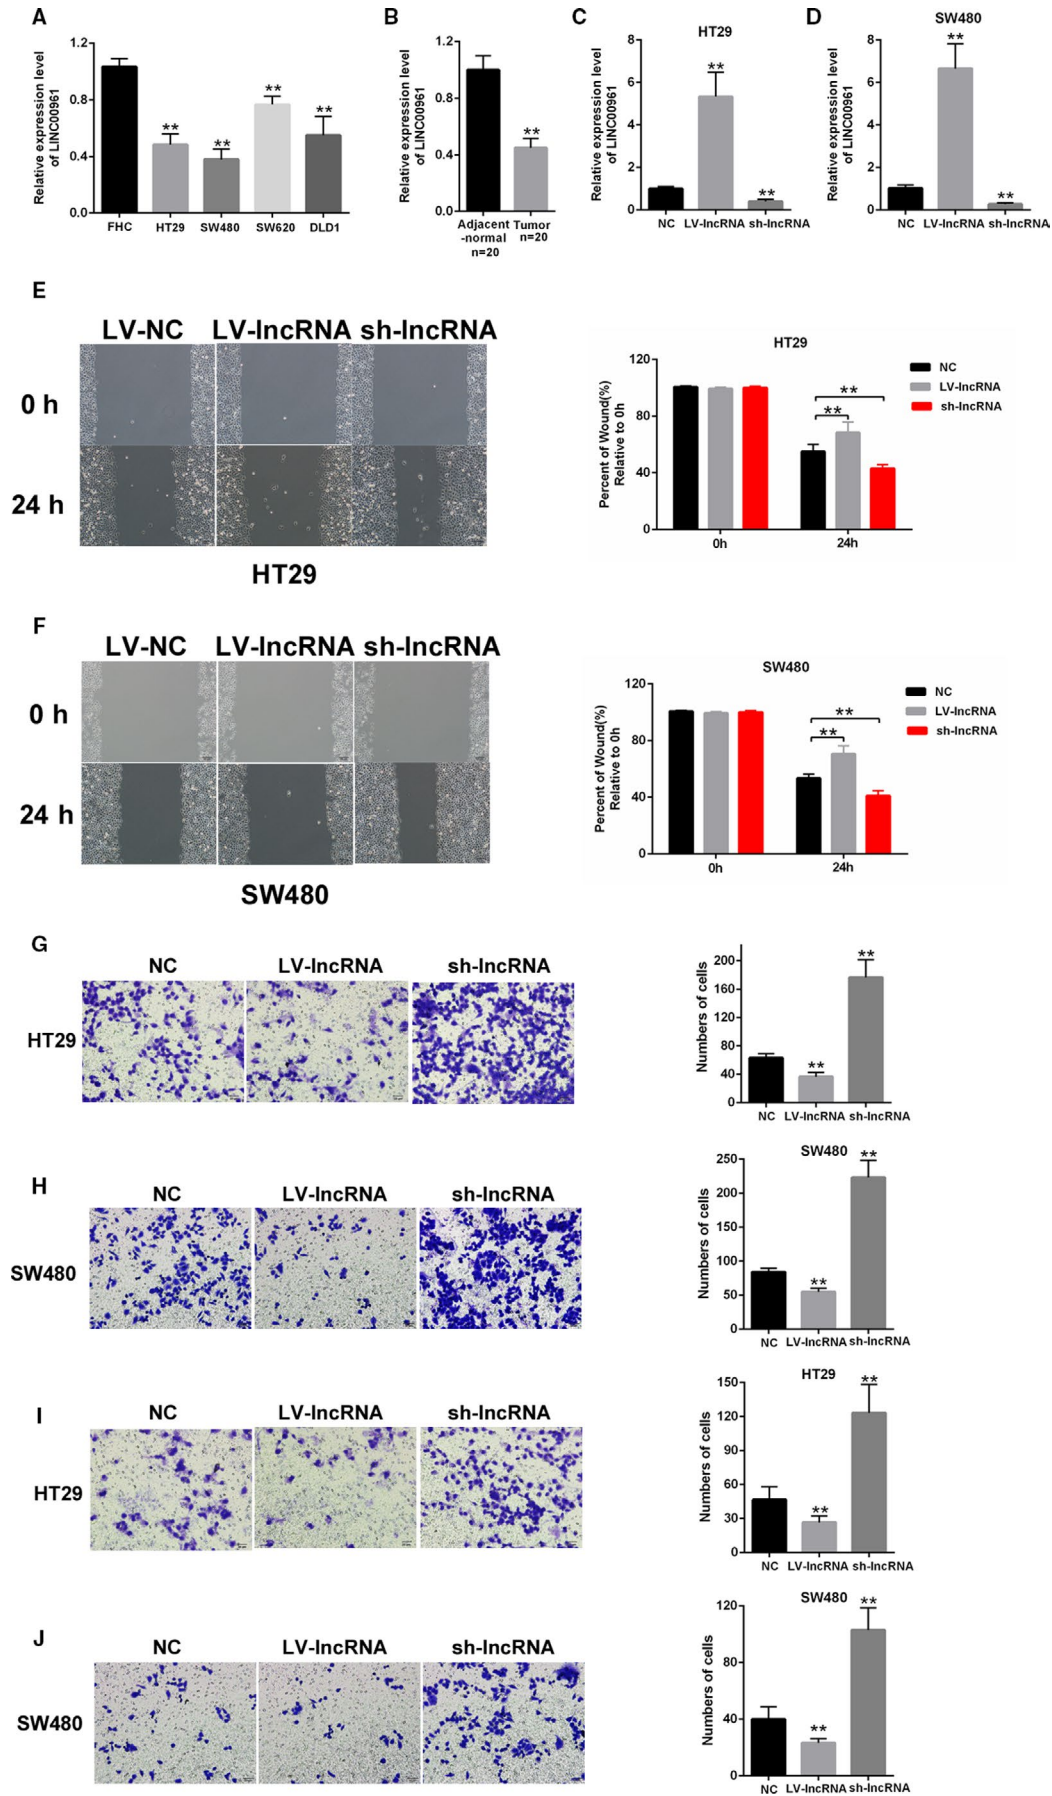 A
Relative expression level
of LINC00961
1.2
0.8
0.4
0.0
**
**
**
**
FHC HT29 SW480 SW620 DLD1
B
Relative expression level
of LINC00961
1.2
0.8
0.4
0.0
**
Adjacent Tumor
-normal n=20
n=20
C
HT29
Relative expression level
of LINC00961
8
6
4
2
0
**
**
NC LV-lncRNA sh-lncRNA
D
SW480
Relative expression level
of LINC00961
8
6
4
2
0
**
**
NC LV-lncRNA sh-lncRNA
E
LV-NC LV-lncRNA sh-lncRNA
0 h
24 h
HT29
HT29
Percent of Wound(%)
Relative to 0h
120
80
40
0
**
**
0h 24h
NC
LV-lncRNA
sh-lncRNA
F
LV-NC LV-lncRNA sh-lncRNA
0 h
24 h
SW480
SW480
Percent of Wound(%)
Relative to 0h
120
80
40
0
**
**
0h 24h
NC
LV-lncRNA
sh-lncRNA
G
NC LV-lncRNA sh-lncRNA
HT29
Numbers of cells
200
160
120
80
40
0
**
**
NC LV-lncRNA sh-lncRNA
H
NC LV-lncRNA sh-lncRNA
SW480
SW480
Numbers of cells
250
200
150
100
50
0
**
**
NC LV-lncRNA sh-lncRNA
I
NC LV-lncRNA sh-lncRNA
HT29
HT29
Numbers of cells
150
120
90
60
30
0
**
**
NC LV-lncRNA sh-lncRNA
J
NC LV-lncRNA sh-lncRNA
SW480
SW480
Numbers of cells
120
80
40
0
**
**
NC LV-lncRNA sh-lncRNA